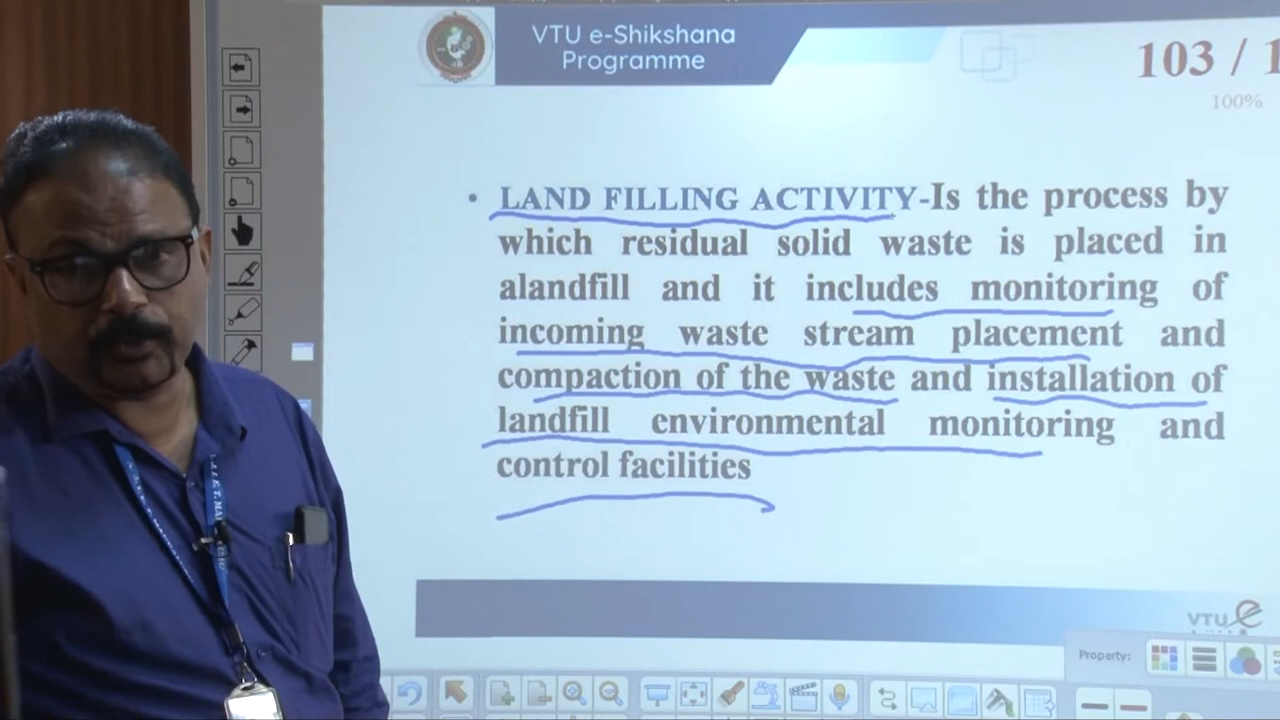 VTU e-Shikshana
Programme
103 / 1
100%
• LAND FILLING ACTIVITY-Is the process by
which residual solid waste is placed in
alandfill and it includes monitoring of
incoming waste stream placement and
compaction of the waste and installation of
landfill environmental monitoring and
control facilities
VTU e
Property: